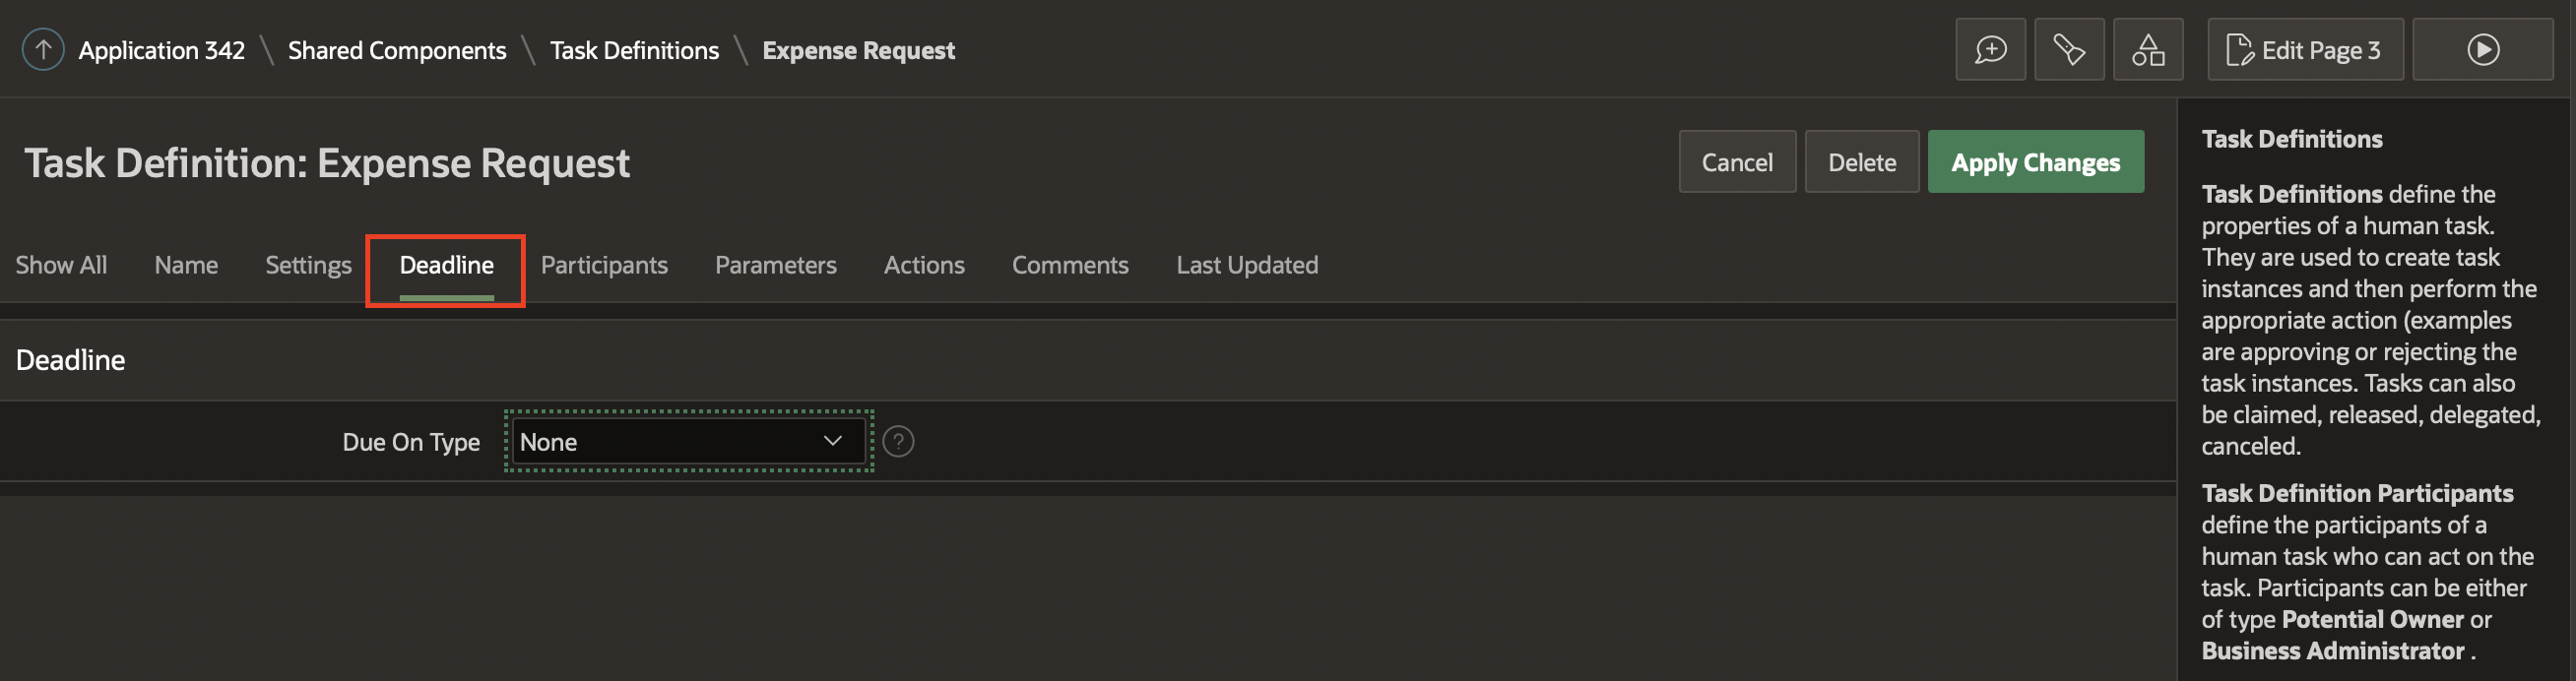 Application 342 \ Shared Components \ Task Definitions \ Expense Request
Edit Page 3
Task Definition: Expense Request
Cancel
Delete
Apply Changes
Show All
Name
Settings
Deadline
Participants
Parameters
Actions
Comments
Last Updated
Deadline
Due On Type
None
?
Task Definitions
Task Definitions define the
properties of a human task.
They are used to create task
instances and then perform the
appropriate action (examples
are approving or rejecting the
task instances. Tasks can also
be claimed, released, delegated,
canceled.
Task Definition Participants
define the participants of a
human task who can act on the
task. Participants can be either
of type Potential Owner or
Business Administrator .